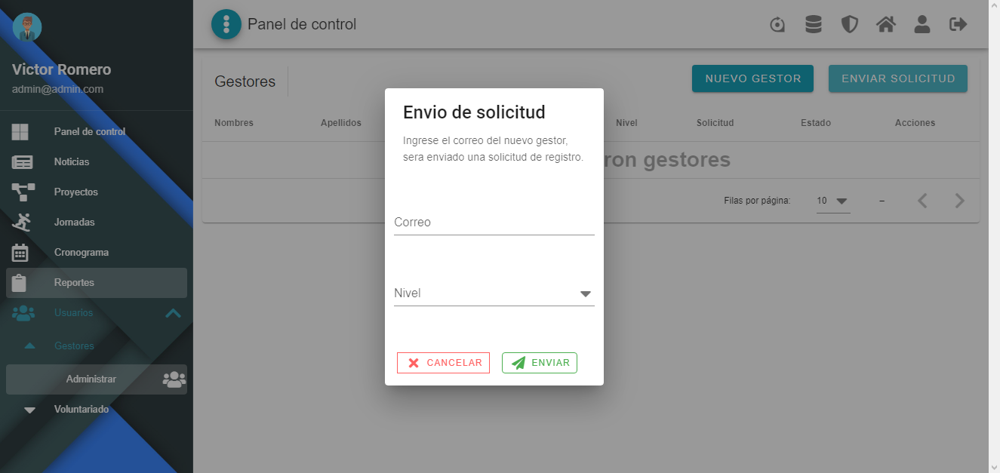 Victor Romero
admin@admin.com
Panel de control
Noticias
Proyectos
Jornadas
Cronograma
Reportes
Usuarios
Gestores
Administrar
Voluntariado
Panel de control
Gestores
NUEVO GESTOR
ENVIAR SOLICITUD
Nombres Apellidos Nivel Solicitud Estado Acciones
gestores
Filas por página: 10 –
Envio de solicitud
Ingrese el correo del nuevo gestor,
sera enviado una solicitud de registro.
Correo
Nivel
CANCELAR
ENVIAR